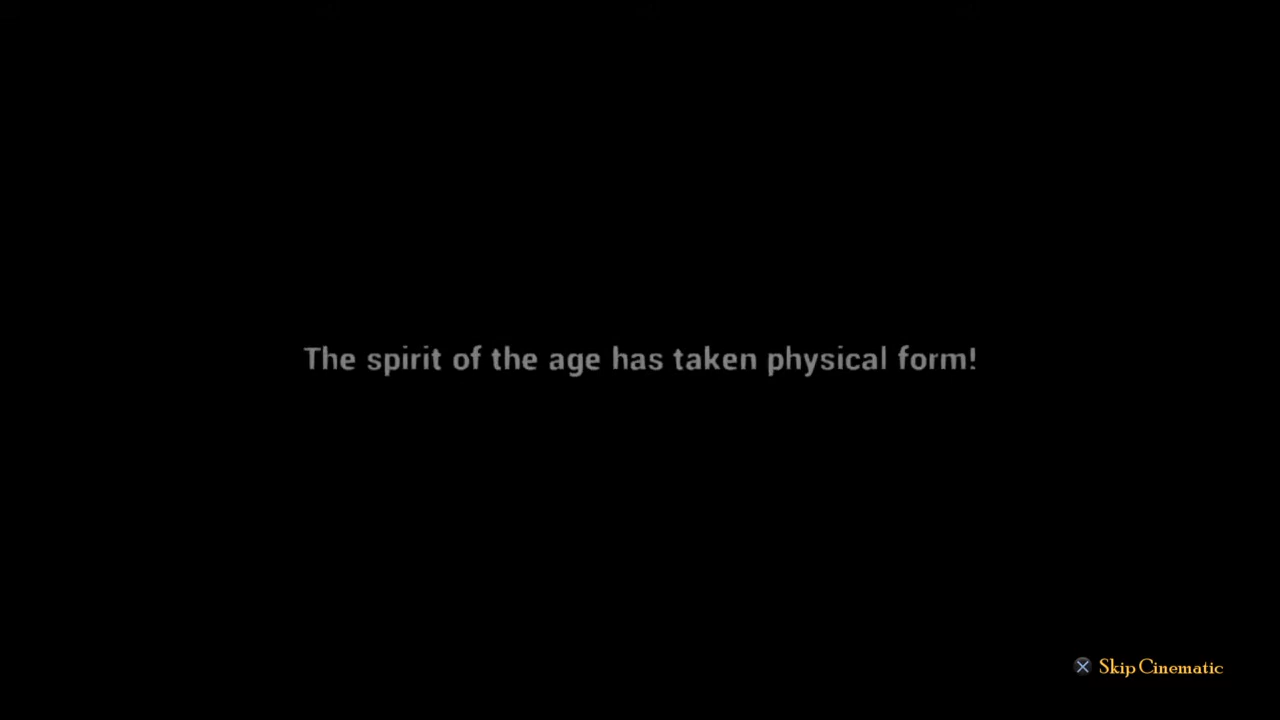 The spirit of the age has taken physical form!
Skip Cinematic